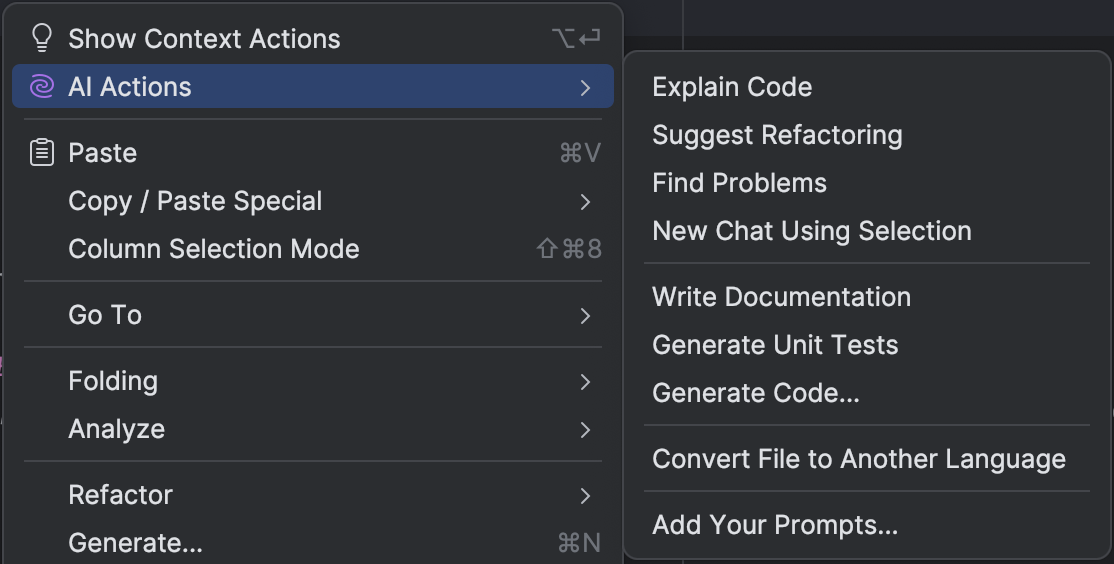 Show Context Actions ⌥↩
AI Actions
Paste ⌘V
Copy / Paste Special
Column Selection Mode ⇧⌘8
Go To
Folding
Analyze
Refactor
Generate... ⌘N
Explain Code
Suggest Refactoring
Find Problems
New Chat Using Selection
Write Documentation
Generate Unit Tests
Generate Code...
Convert File to Another Language
Add Your Prompts...